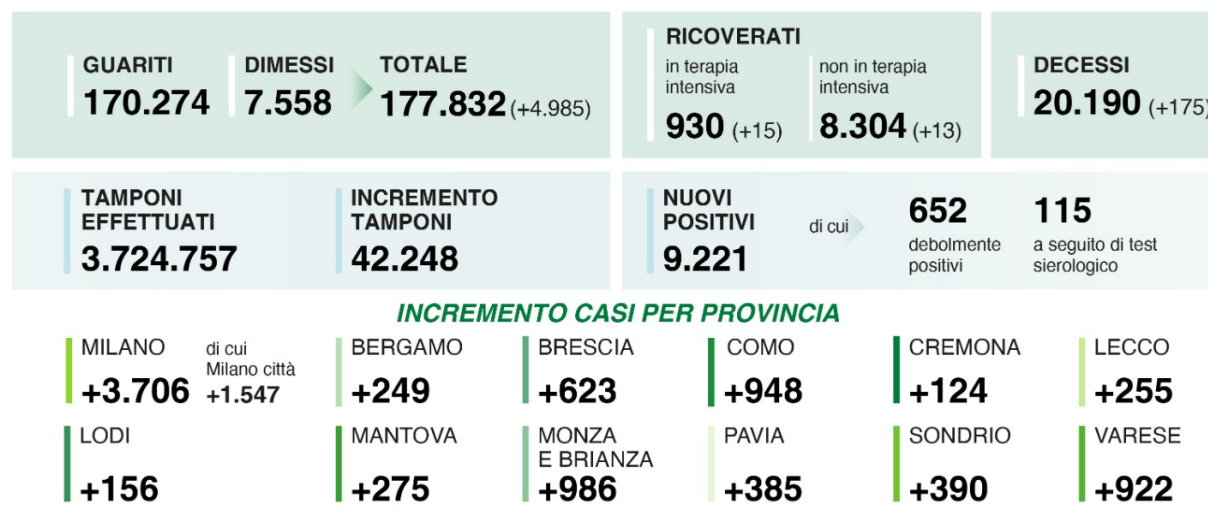 GUARITI
170.274
DIMESSI
7.558
TOTALE
177.832 (+4.985)
RICOVERATI
in terapia
intensiva
930 (+15)
non in terapia
intensiva
8.304 (+13)
DECESSI
20.190 (+175)
TAMPONI
EFFETTUATI
3.724.757
INCREMENTO
TAMPONI
42.248
NUOVI
POSITIVI
9.221
di cui
652
debolmente
positivi
115
a seguito di test
sierologico
INCREMENTO CASI PER PROVINCIA
MILANO
+3.706
di cui
Milano città
+1.547
BERGAMO
+249
BRESCIA
+623
COMO
+948
CREMONA
+124
LECCO
+255
LODI
+156
MANTOVA
+275
MONZA
E BRIANZA
+986
PAVIA
+385
SONDRIO
+390
VARESE
+922